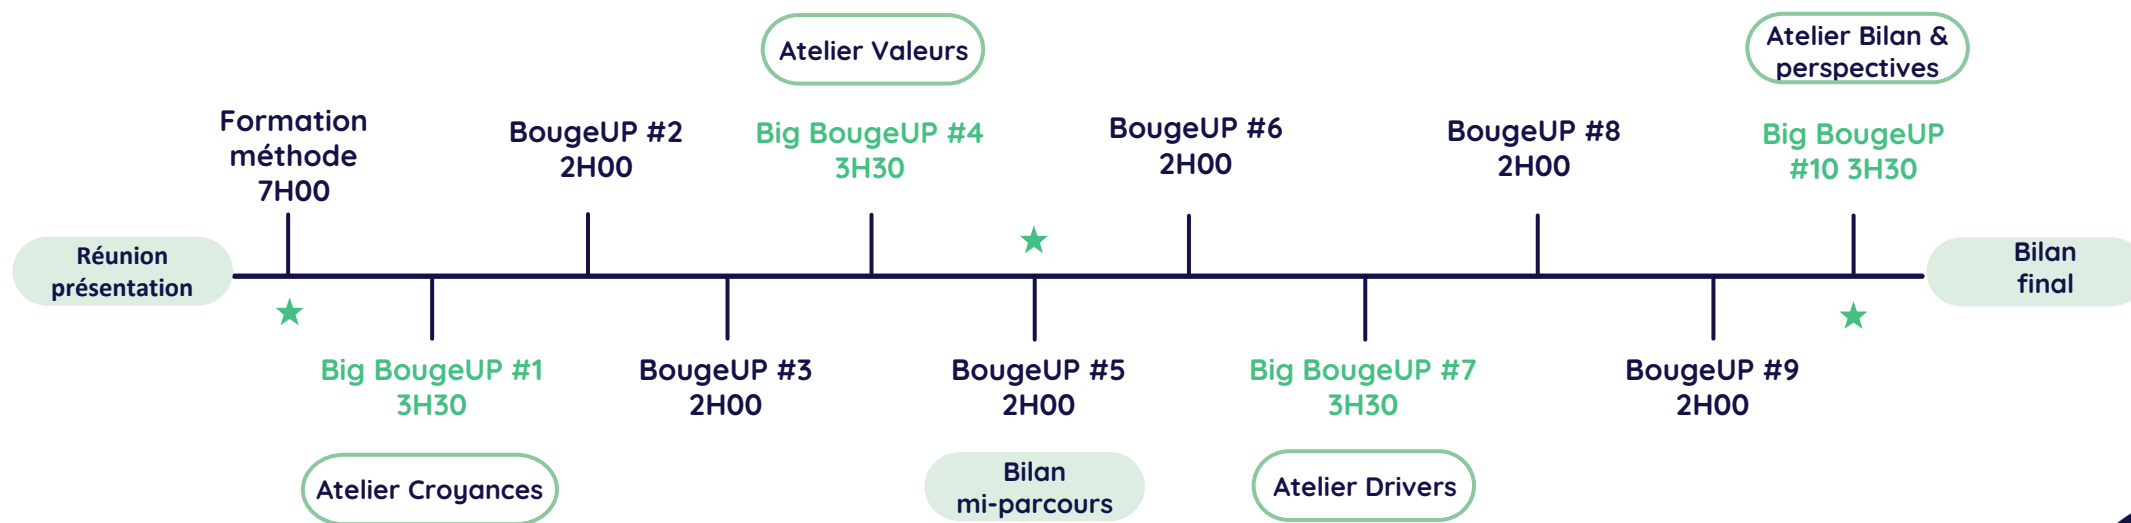 Réunion
présentation
Formation
méthode
7H00
Big BougeUP #1
3H30
Atelier Croyances
BougeUP #2
2H00
BougeUP #3
2H00
Atelier Valeurs
Big BougeUP #4
3H30
BougeUP #5
2H00
Bilan
mi-parcours
BougeUP #6
2H00
Big BougeUP #7
3H30
Atelier Drivers
BougeUP #8
2H00
BougeUP #9
2H00
Atelier Bilan &
perspectives
Big BougeUP
#10 3H30
Bilan
final